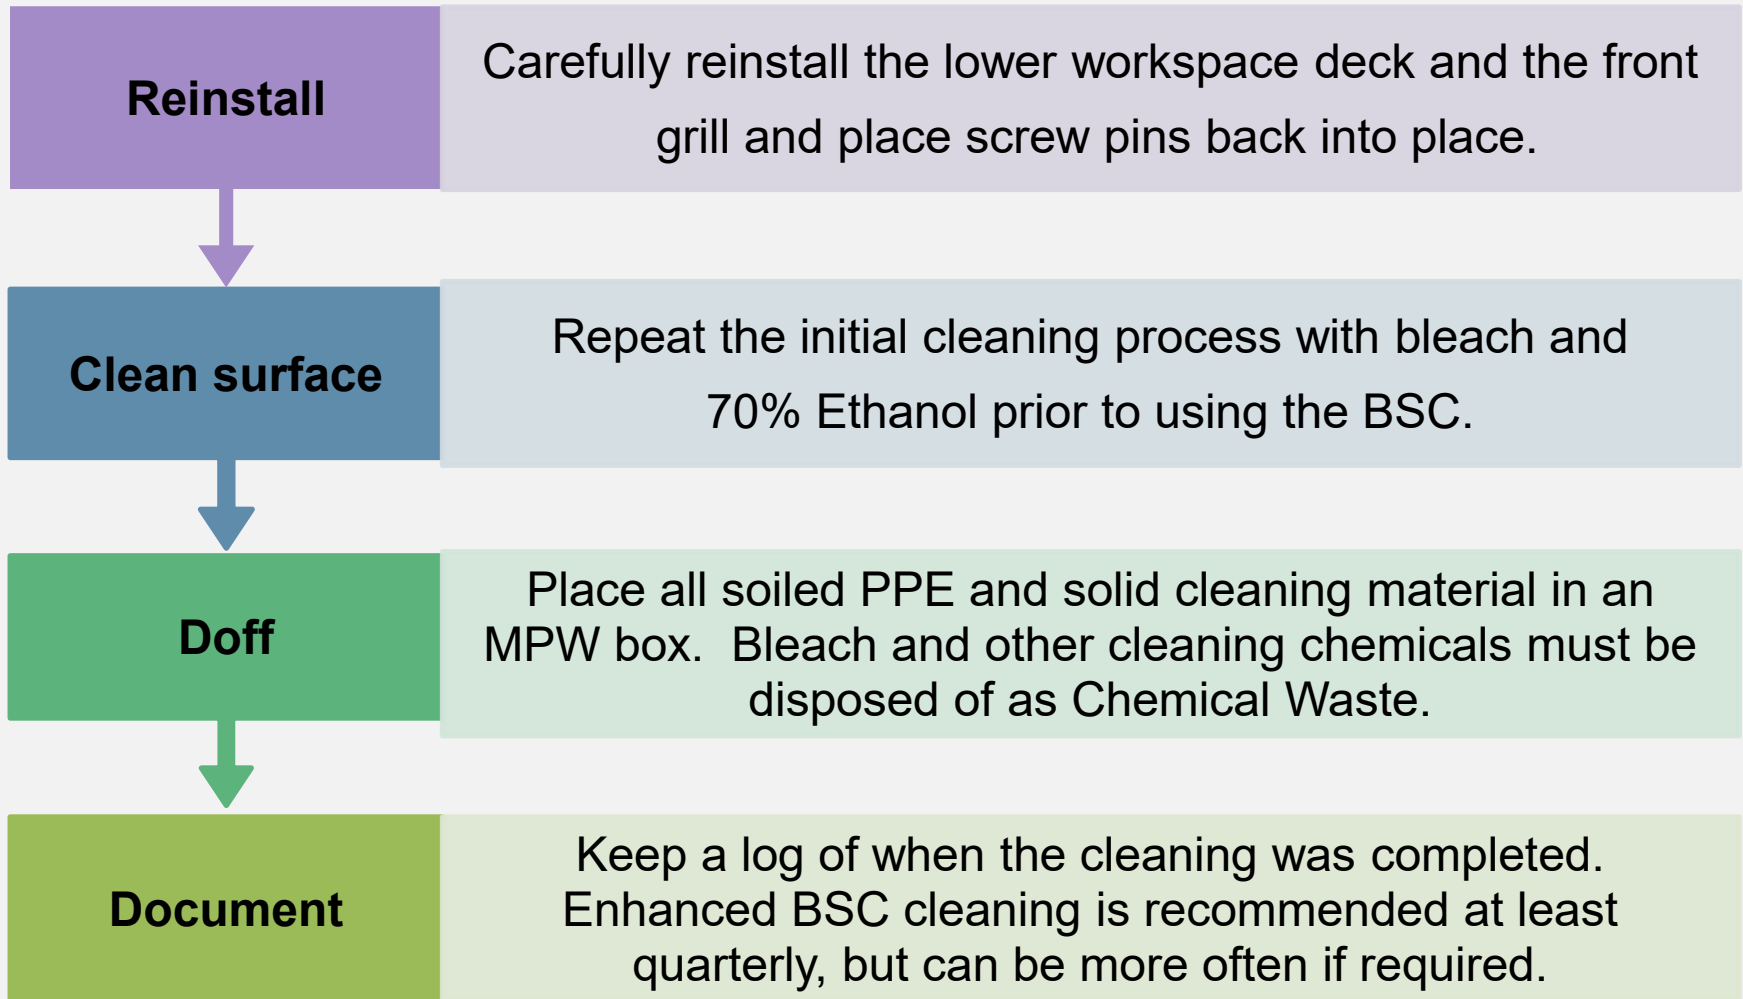 Reinstall
Carefully reinstall the lower workspace deck and the front
grill and place screw pins back into place.
Clean surface
Repeat the initial cleaning process with bleach and
70% Ethanol prior to using the BSC.
Doff
Place all soiled PPE and solid cleaning material in an
MPW box.  Bleach and other cleaning chemicals must be
disposed of as Chemical Waste.
Document
Keep a log of when the cleaning was completed.
Enhanced BSC cleaning is recommended at least
quarterly, but can be more often if required.